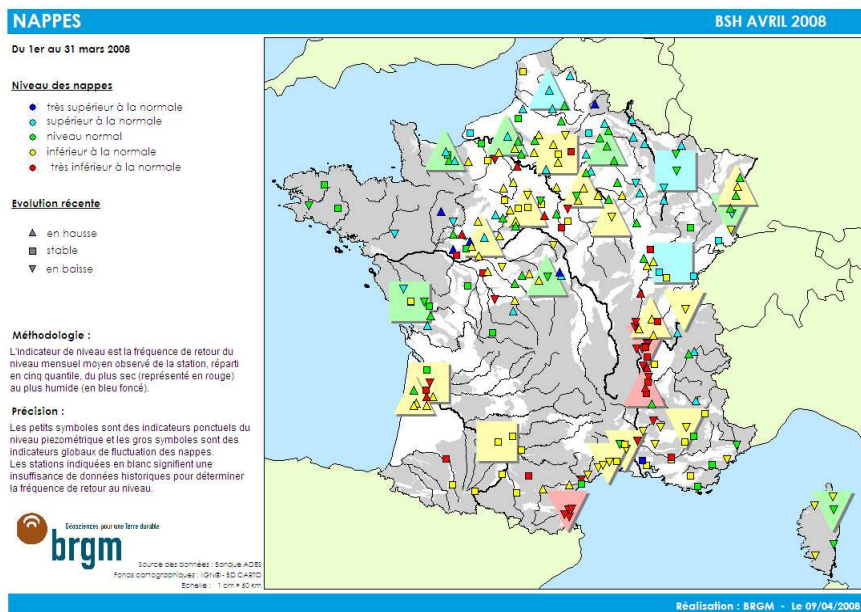 NAPPES
BSH AVRIL 2008
Du 1er au 31 mars 2008
Niveau des nappes
très supérieur à la normale
supérieur à la normale
niveau normal
inférieur à la normale
très inférieur à la normale
Evolution récente
en hausse
stable
en baisse
Méthodologie :
L'indicateur de niveau est la fréquence de retour du
niveau mensuel moyen observé de la station, réparti
en cinq quantile, du plus sec (représenté en rouge)
au plus humide (en bleu foncé).
Précision :
Les petits symboles sont des indicateurs ponctuels du
niveau piezométrique et les gros symboles sont des
indicateurs globaux de fluctuation des nappes.
Les stations indiquées en blanc signifient une
insuffisance de données historiques pour déterminer
la fréquence de retour au niveau.
Géosciences pour une Terre durable
brgm
Source des données : Banque ADES
Fonds cartographiques : IGN® - BD CARTO
Echelle : 1 cm = 60 km
Réalisation : BRGM - Le 09/04/2008